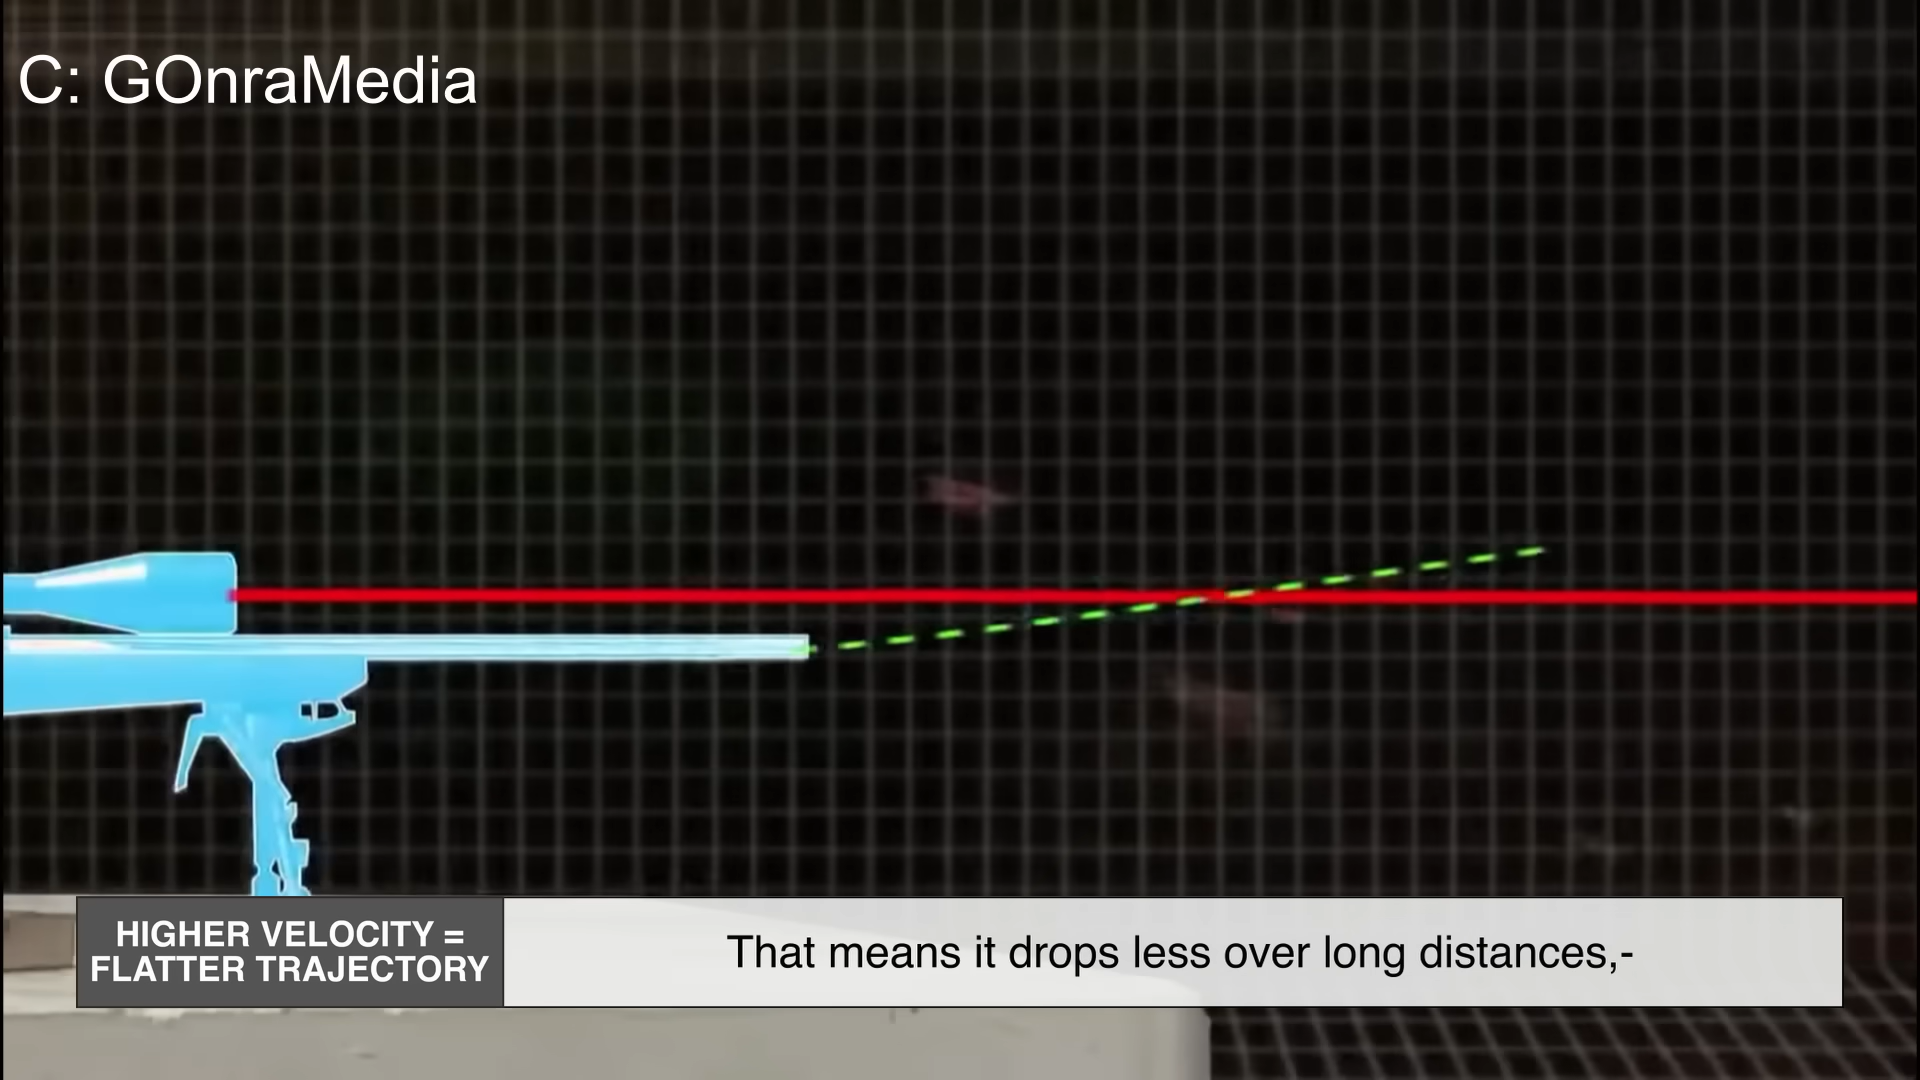 C: GOnraMedia
HIGHER VELOCITY =
FLATTER TRAJECTORY
That means it drops less over long distances,-